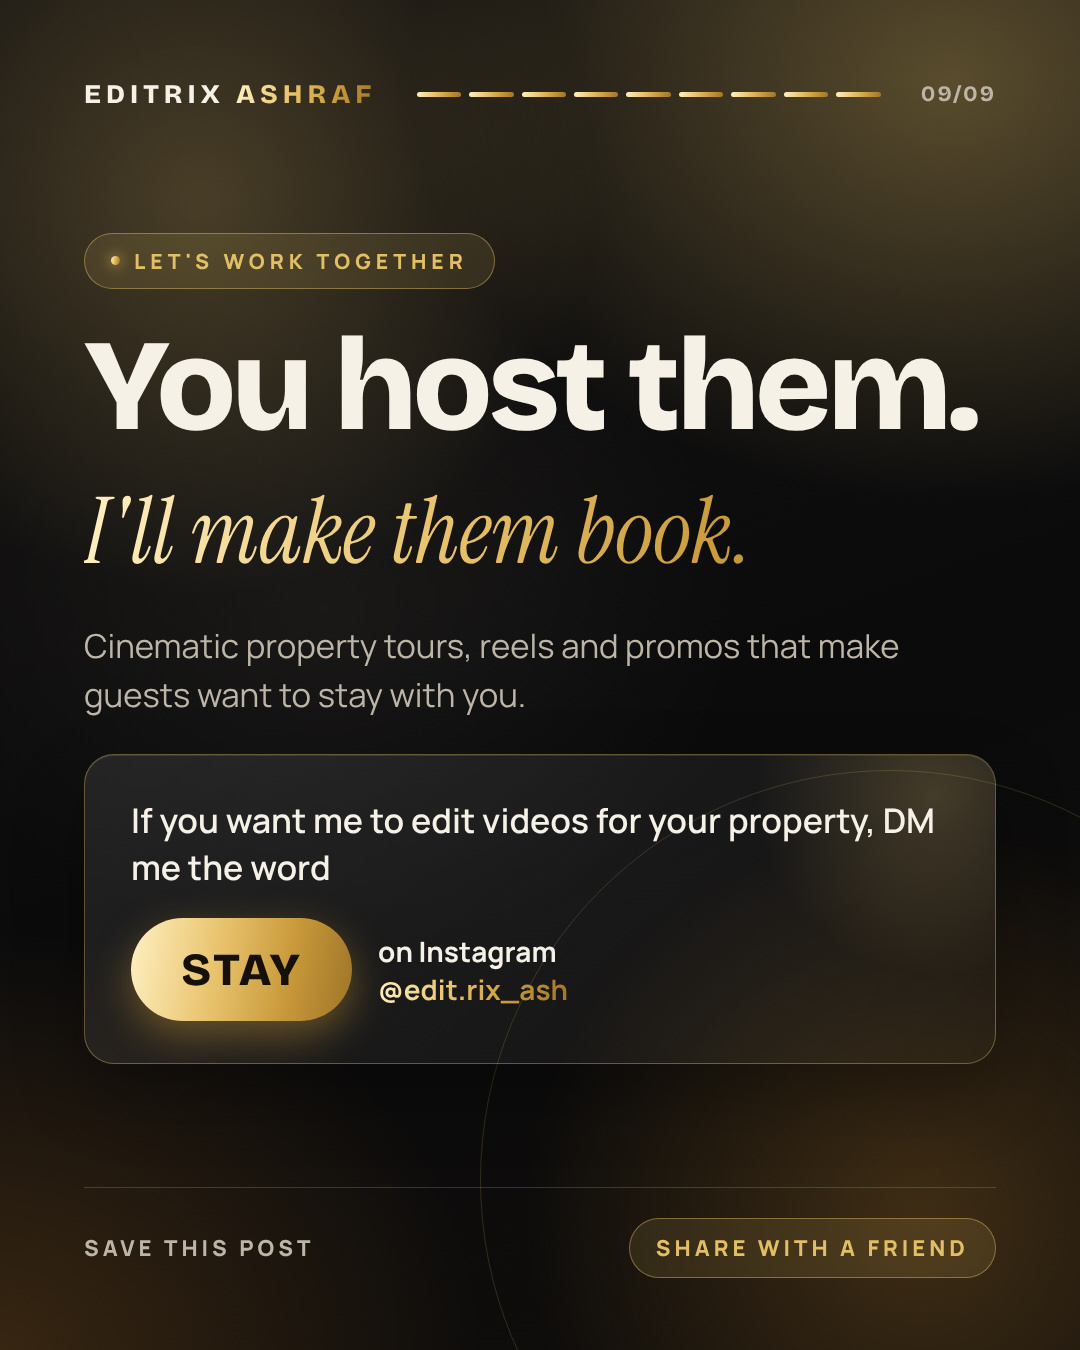 EDITRIX ASHRAF
09/09
LET'S WORK TOGETHER
You host them.
I'll make them book.
Cinematic property tours, reels and promos that make
guests want to stay with you.
If you want me to edit videos for your property, DM
me the word
STAY
on Instagram
@edit.rix_ash
SAVE THIS POST
SHARE WITH A FRIEND